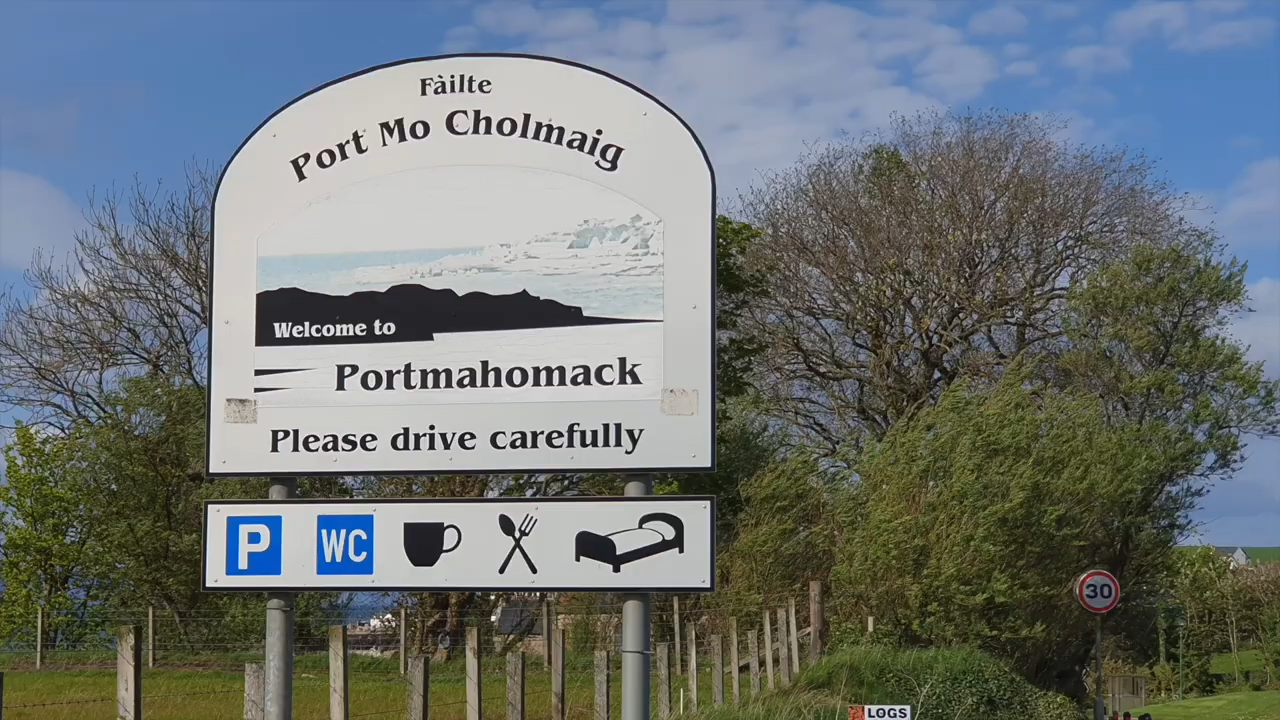 Fàilte
Port Mo Cholmaig
Welcome to
Portmahomack
Please drive carefully
P WC
30
LOGS